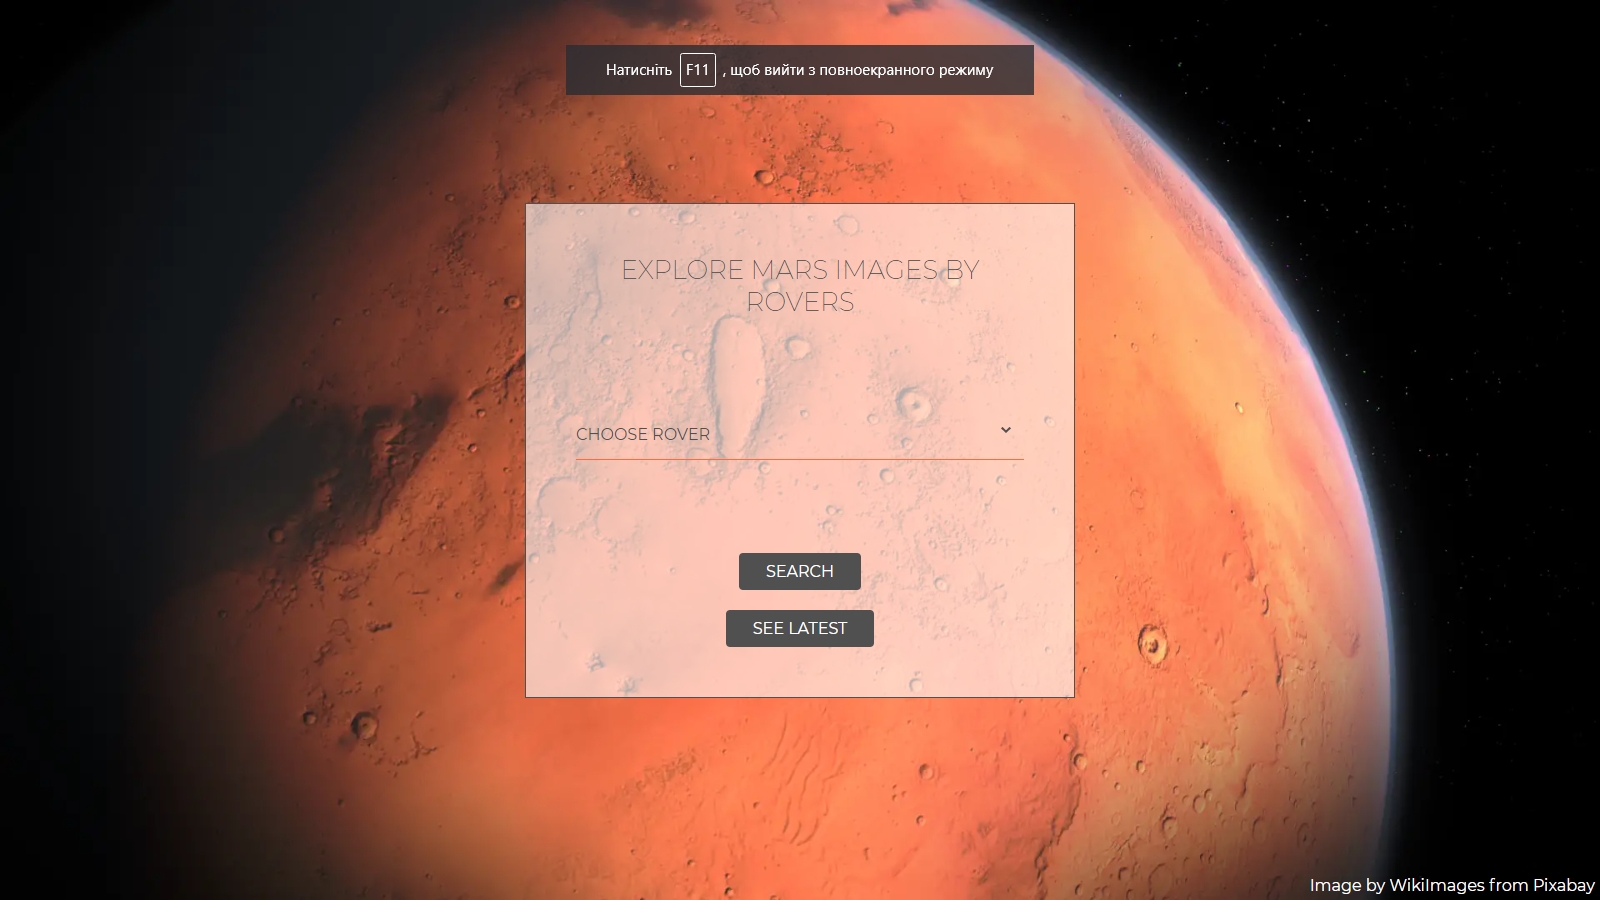 Натисніть F11 , щоб вийти з повноекранного режиму
EXPLORE MARS IMAGES BY
ROVERS
CHOOSE ROVER
SEARCH
SEE LATEST
Image by WikiImages from Pixabay